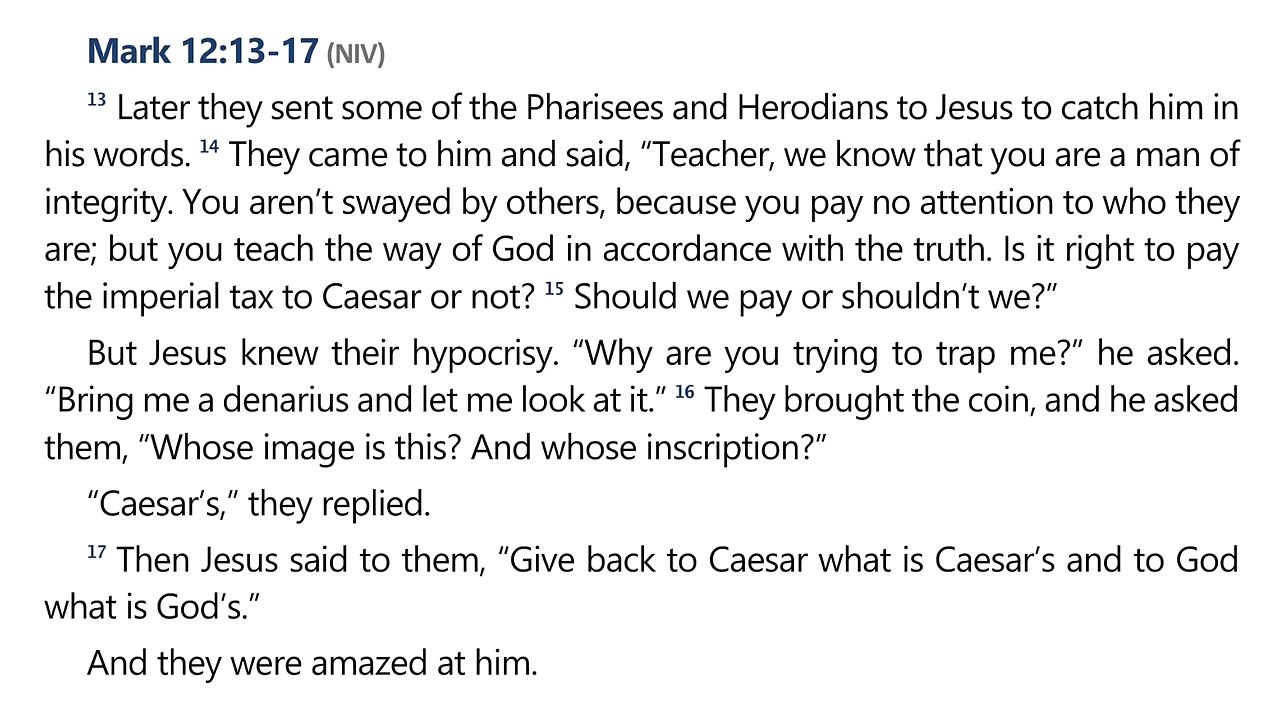 Mark 12:13-17 (NIV)
13 Later they sent some of the Pharisees and Herodians to Jesus to catch him in
his words. 14 They came to him and said, “Teacher, we know that you are a man of
integrity. You aren’t swayed by others, because you pay no attention to who they
are; but you teach the way of God in accordance with the truth. Is it right to pay
the imperial tax to Caesar or not? 15 Should we pay or shouldn’t we?”
But Jesus knew their hypocrisy. “Why are you trying to trap me?” he asked.
“Bring me a denarius and let me look at it.” 16 They brought the coin, and he asked
them, “Whose image is this? And whose inscription?”
“Caesar’s,” they replied.
17 Then Jesus said to them, “Give back to Caesar what is Caesar’s and to God
what is God’s.”
And they were amazed at him.